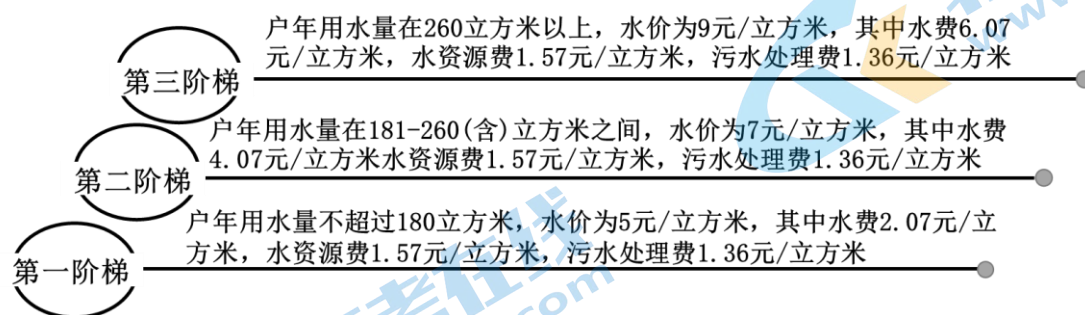 户年用水量在260立方米以上，水价为9元/立方米，其中水费6.07
元/立方米，水资源费1.57元/立方米，污水处理费1.36元/立方米
第三阶梯
户年用水量在181-260(含)立方米之间，水价为7元/立方米，其中水费
4.07元/立方米水资源费1.57元/立方米，污水处理费1.36元/立方米
第二阶梯
户年用水量不超过180立方米，水价为5元/立方米，其中水费2.07元/立
方米，水资源费1.57元/立方米，污水处理费1.36元/立方米
第一阶梯
考在线
.com
www